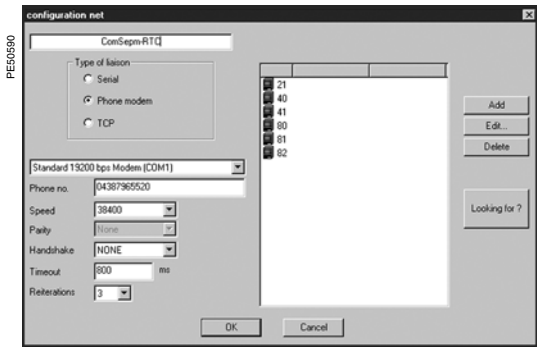 configuration net
PE50590
ComSepm-RTC
Type of liaison
Serial
Phone modem
TCP
Standard 19200 bps Modem (COM1)
Phone no. 04387965520
Speed 38400
Parity None
Handshake NONE
Timeout 800 ms
Reiterations 3
21
40
41
80
81
82
Add
Edit...
Delete
Looking for ?
OK Cancel